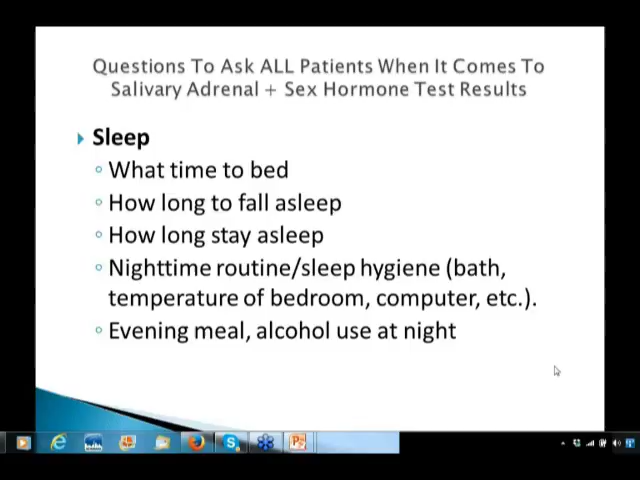 Questions To Ask ALL Patients When It Comes To
Salivary Adrenal + Sex Hormone Test Results
Sleep
What time to bed
How long to fall asleep
How long stay asleep
Nighttime routine/sleep hygiene (bath,
temperature of bedroom, computer, etc.).
Evening meal, alcohol use at night